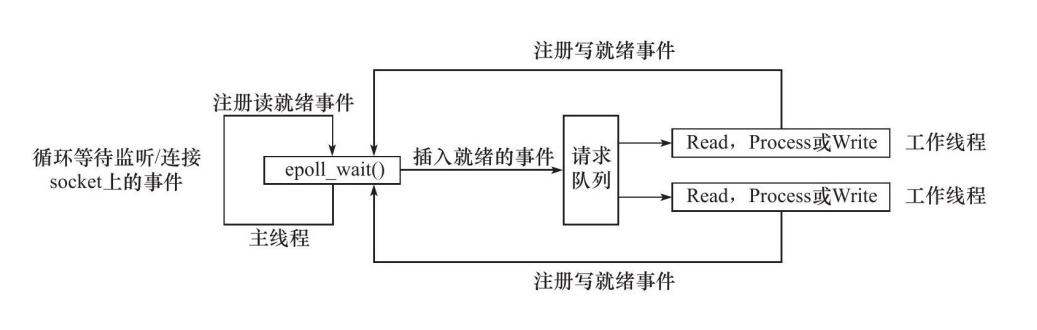 注册写就绪事件
注册读就绪事件
循环等待监听/连接
socket上的事件
epoll_wait()
主线程
插入就绪的事件
请求
队列
Read，Process或Write
工作线程
Read，Process或Write
工作线程
注册写就绪事件